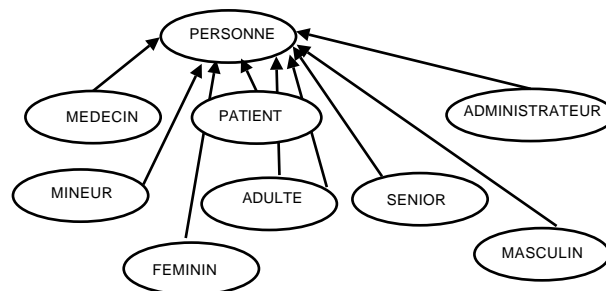 PERSONNE
MEDECIN
PATIENT
ADMINISTRATEUR
MINEUR
ADULTE
SENIOR
FEMININ
MASCULIN